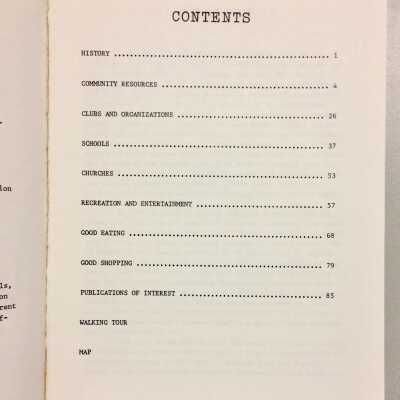 CONTENTS
HISTORY ........................................................ 1
COMMUNITY RESOURCES ........................................... 4
CLUBS AND ORGANIZATIONS ....................................... 26
SCHOOLS ....................................................... 37
CHURCHES ...................................................... 53
RECREATION AND ENTERTAINMENT .................................. 57
GOOD EATING ................................................... 68
GOOD SHOPPING ................................................. 79
PUBLICATIONS OF INTEREST ...................................... 85
WALKING TOUR
MAP